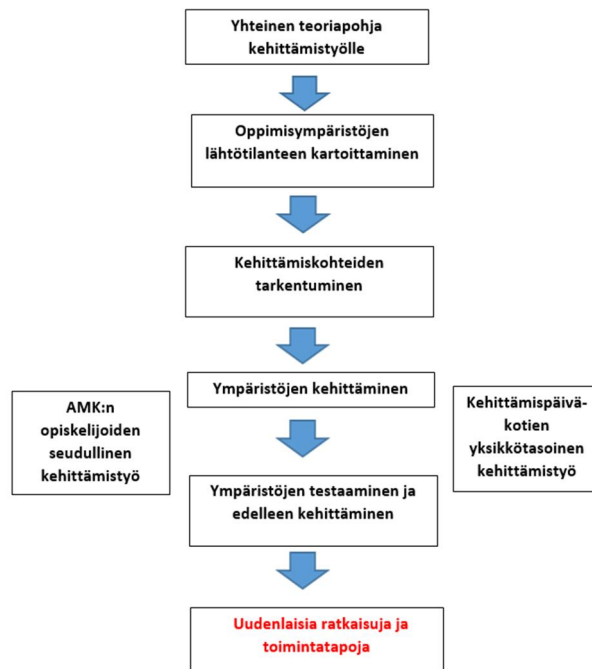 Yhteinen teoriapohja
kehittämistyölle
Oppimisympäristöjen
lähtötilanteen kartoittaminen
Kehittämiskohteiden
tarkentuminen
Ympäristöjen kehittäminen
AMK:n
opiskelijoiden
seudullinen
kehittämistyö
Kehittämispäivä-
kotien
yksikkötasoinen
kehittämistyö
Ympäristöjen testaaminen ja
edelleen kehittäminen
Uudenlaisia ratkaisuja ja
toimintatapoja